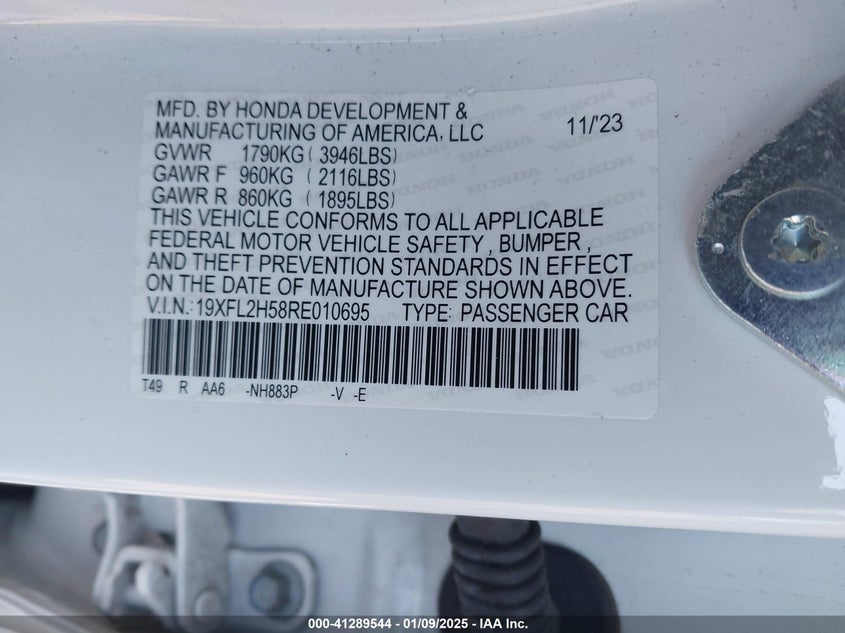 MFD. BY HONDA DEVELOPMENT &
MANUFACTURING OF AMERICA, LLC 11/'23
GVWR 1790KG ( 3946LBS)
GAWR F 960KG ( 2116LBS)
GAWR R 860KG ( 1895LBS)
THIS VEHICLE CONFORMS TO ALL APPLICABLE
FEDERAL MOTOR VEHICLE SAFETY , BUMPER ,
AND THEFT PREVENTION STANDARDS IN EFFECT
ON THE DATE OF MANUFACTURE SHOWN ABOVE.
V.I.N.:19XFL2H58RE010695 TYPE: PASSENGER CAR
T49 R AA6 -NH883P -V -E
000-41289544 - 01/09/2025 - IAA Inc.